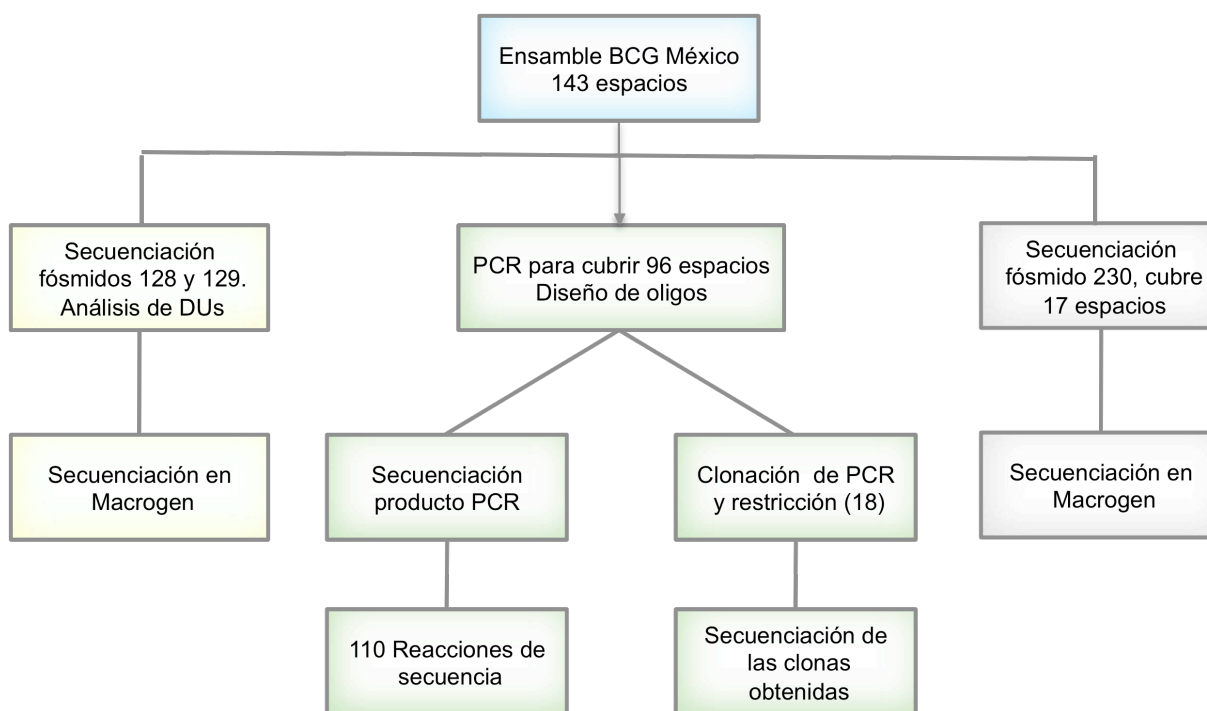 Ensamble BCG México
143 espacios
Secuenciación
fósmidos 128 y 129.
Análisis de DUs
PCR para cubrir 96 espacios
Diseño de oligos
Secuenciación
fósmido 230, cubre
17 espacios
Secuenciación en
Macrogen
Secuenciación
producto PCR
Clonación de PCR
y restricción (18)
Secuenciación en
Macrogen
110 Reacciones de
secuencia
Secuenciación de
las clonas
obtenidas